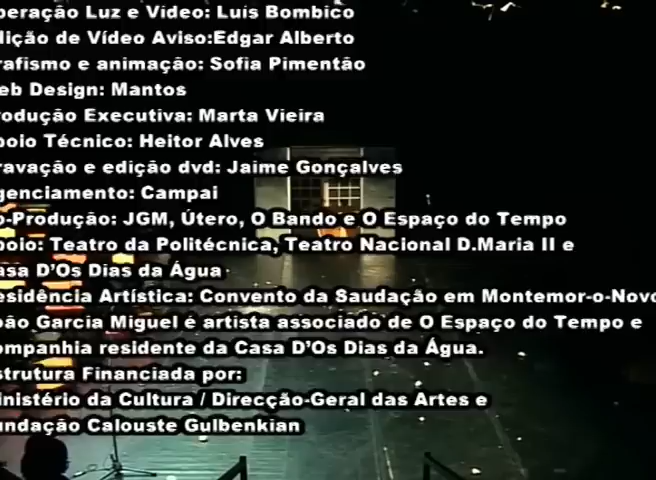 peração Luz e Vídeo: Luís Bombico
dição de Vídeo Aviso:Edgar Alberto
rafismo e animação: Sofia Pimentão
eb Design: Mantos
rodução Executiva: Marta Vieira
poio Técnico: Heitor Alves
ravação e edição dvd: Jaime Gonçalves
genciamento: Campai
o-Produção: JGM, Útero, O Bando e O Espaço do Tempo
poio: Teatro da Politécnica, Teatro Nacional D.Maria II e
asa D'Os Dias da Água
esidência Artística: Convento da Saudação em Montemor-o-Novo
oão Garcia Miguel é artista associado de O Espaço do Tempo e
ompanhia residente da Casa D'Os Dias da Água.
strutura Financiada por:
inistério da Cultura / Direcção-Geral das Artes e
undação Calouste Gulbenkian